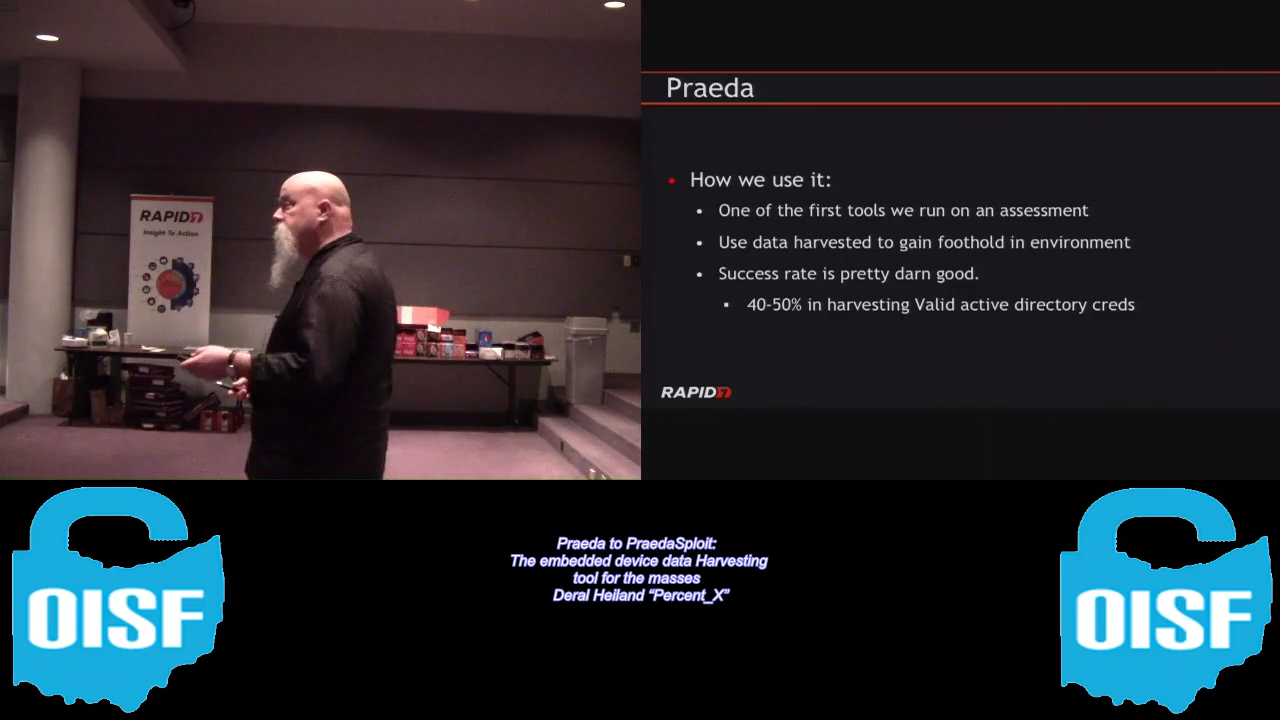 RAPID7
Insight To Action
Praeda
How we use it:
One of the first tools we run on an assessment
Use data harvested to gain foothold in environment
Success rate is pretty darn good.
40-50% in harvesting Valid active directory creds
RAPID7
Praeda to PraedaSploit:
The embedded device data Harvesting
tool for the masses
Deral Heiland “Percent_X”
OISF
OISF